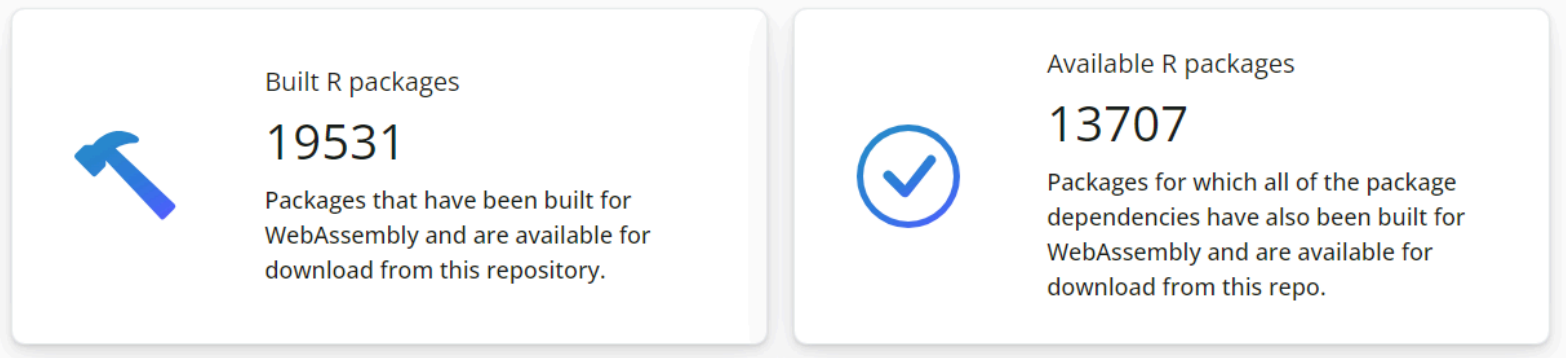 Built R packages
19531
Packages that have been built for
WebAssembly and are available for
download from this repository.
Available R packages
13707
Packages for which all of the package
dependencies have also been built for
WebAssembly and are available for
download from this repo.